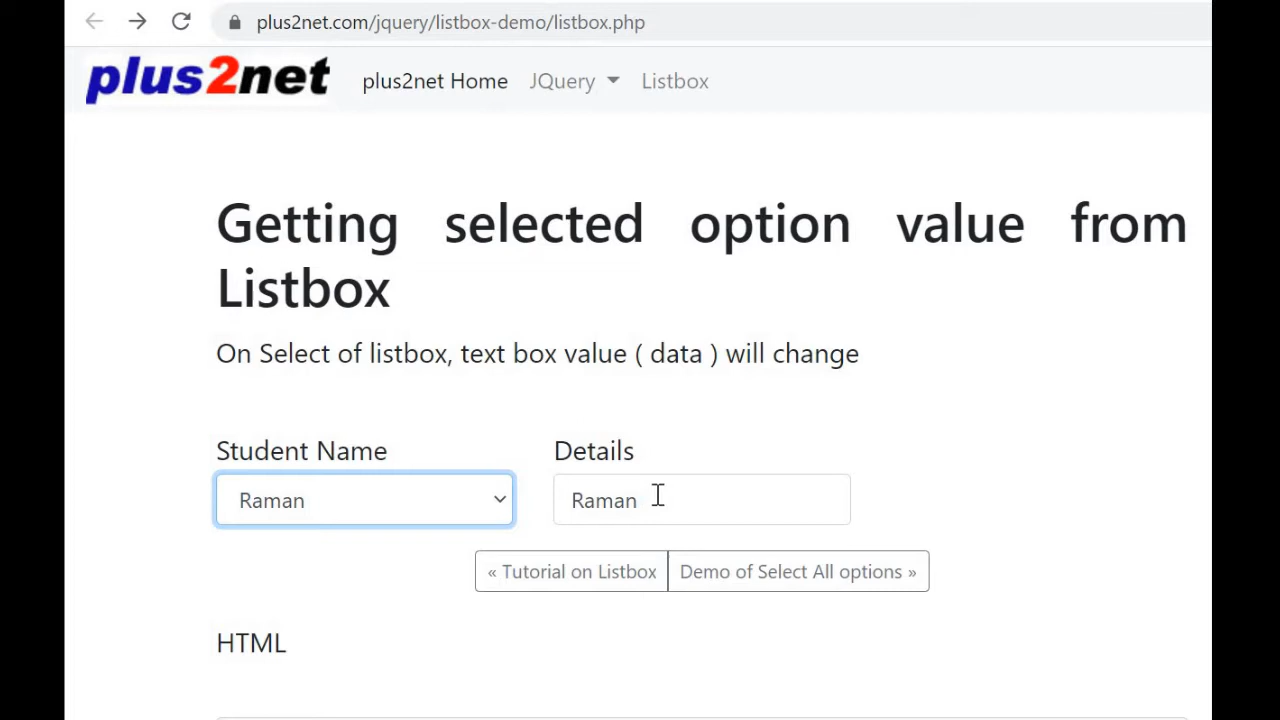 plus2net.com/jquery/listbox-demo/listbox.php
plus2net plus2net Home JQuery Listbox
Getting selected option value from
Listbox
On Select of listbox, text box value ( data ) will change
Student Name Details
Raman Raman
« Tutorial on Listbox Demo of Select All options »
HTML